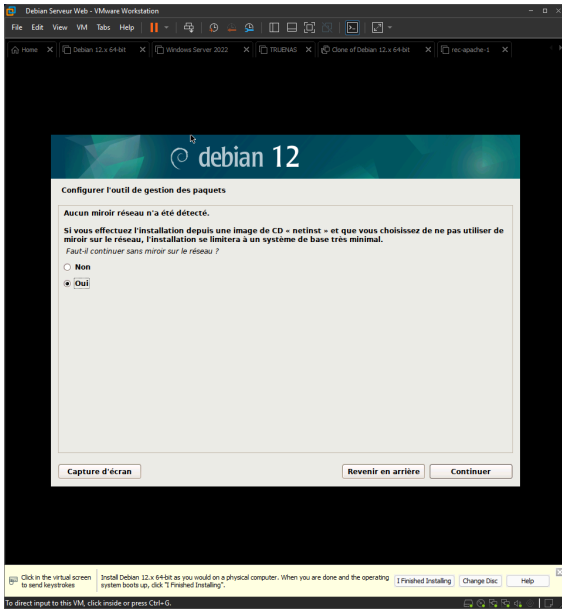 Debian Serveur Web - VMware Workstation
File Edit View VM Tabs Help
Home Debian 12.x 64-bit Windows Server 2022 TRUENAS Clone of Debian 12.x 64-bit rec-apache-1
debian 12
Configurer l'outil de gestion des paquets
Aucun miroir réseau n'a été détecté.
Si vous effectuez l'installation depuis une image de CD « netinst » et que vous choisissez de ne pas utiliser de
miroir sur le réseau, l'installation se limitera à un système de base très minimal.
Faut-il continuer sans miroir sur le réseau ?
Non
Oui
Capture d'écran Revenir en arrière Continuer
Click in the virtual screen
to send keystrokes
Install Debian 12.x 64-bit as you would on a physical computer. When you are done and the operating
system boots up, click "I Finished Installing".
I Finished Installing Change Disc Help
To direct input to this VM, click inside or press Ctrl+G.